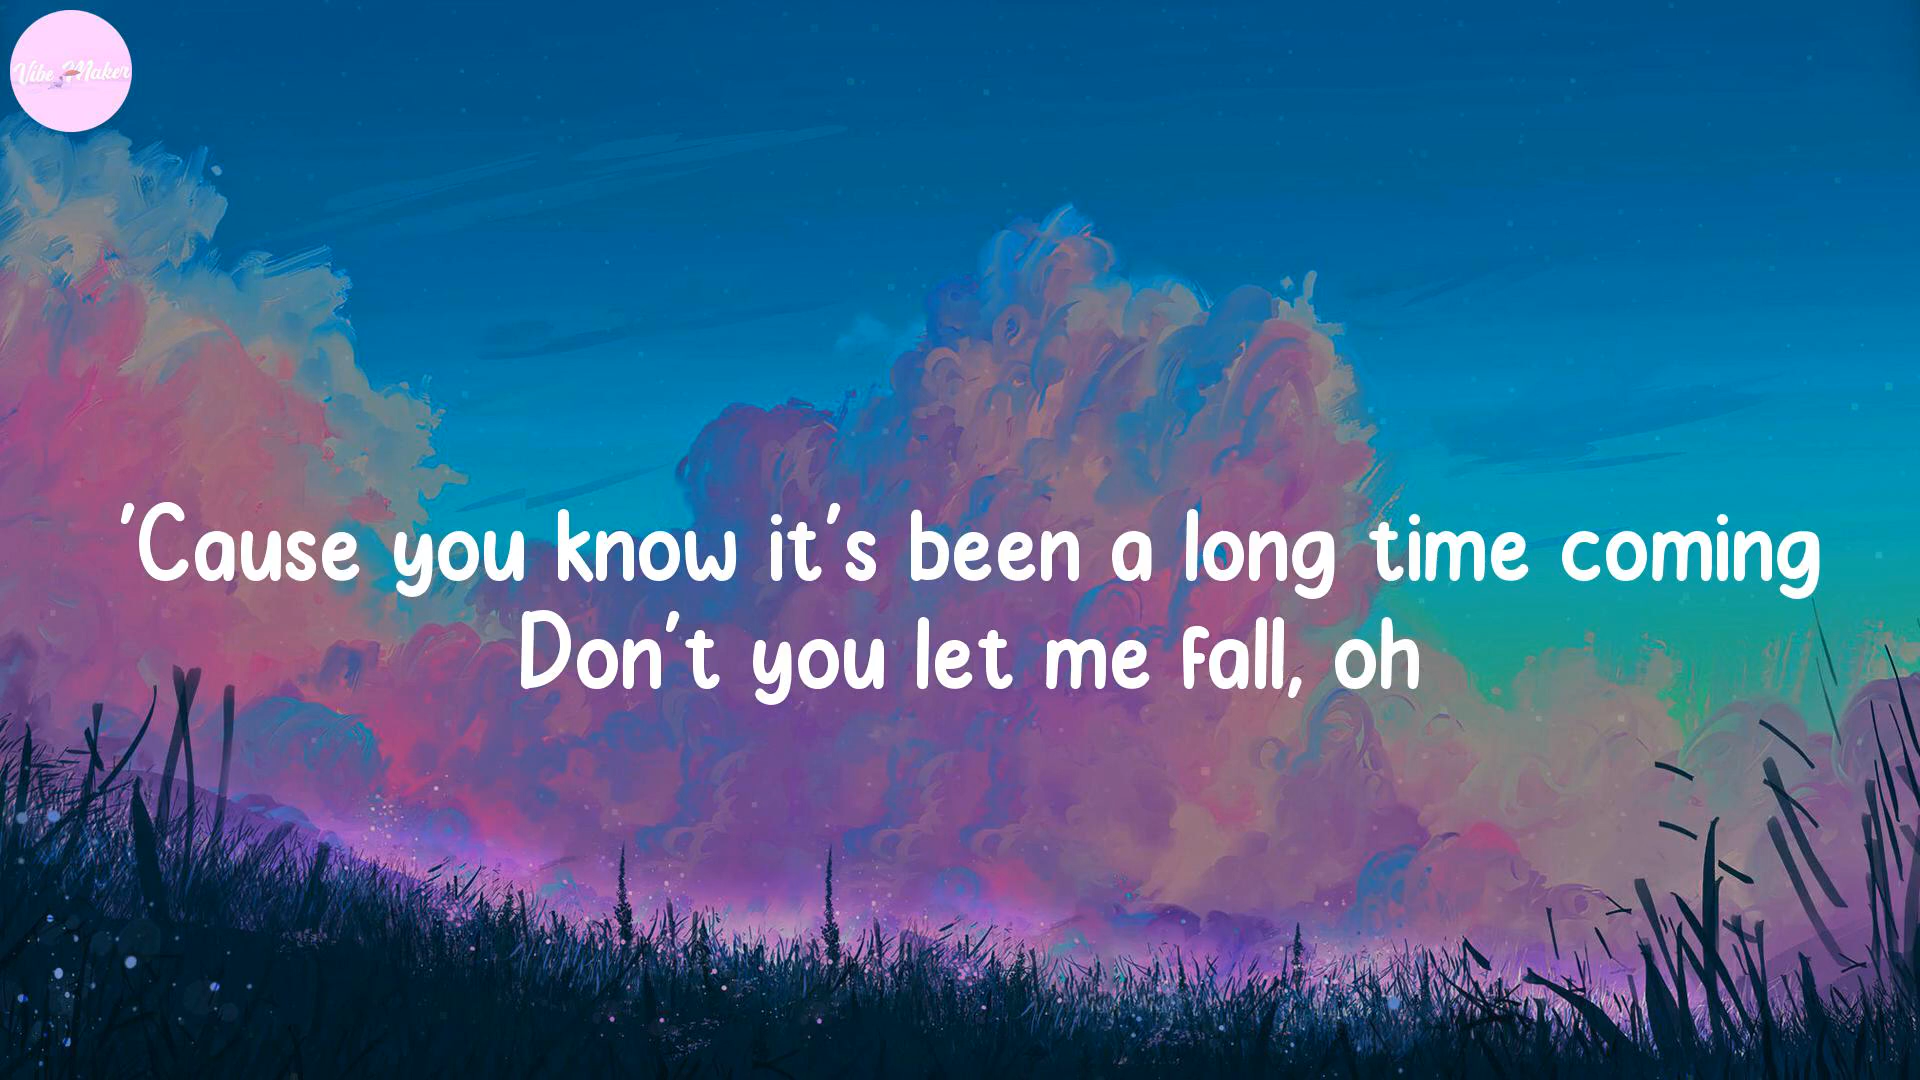 Vibe Maker
'Cause you know it's been a long time coming
Don't you let me fall, oh